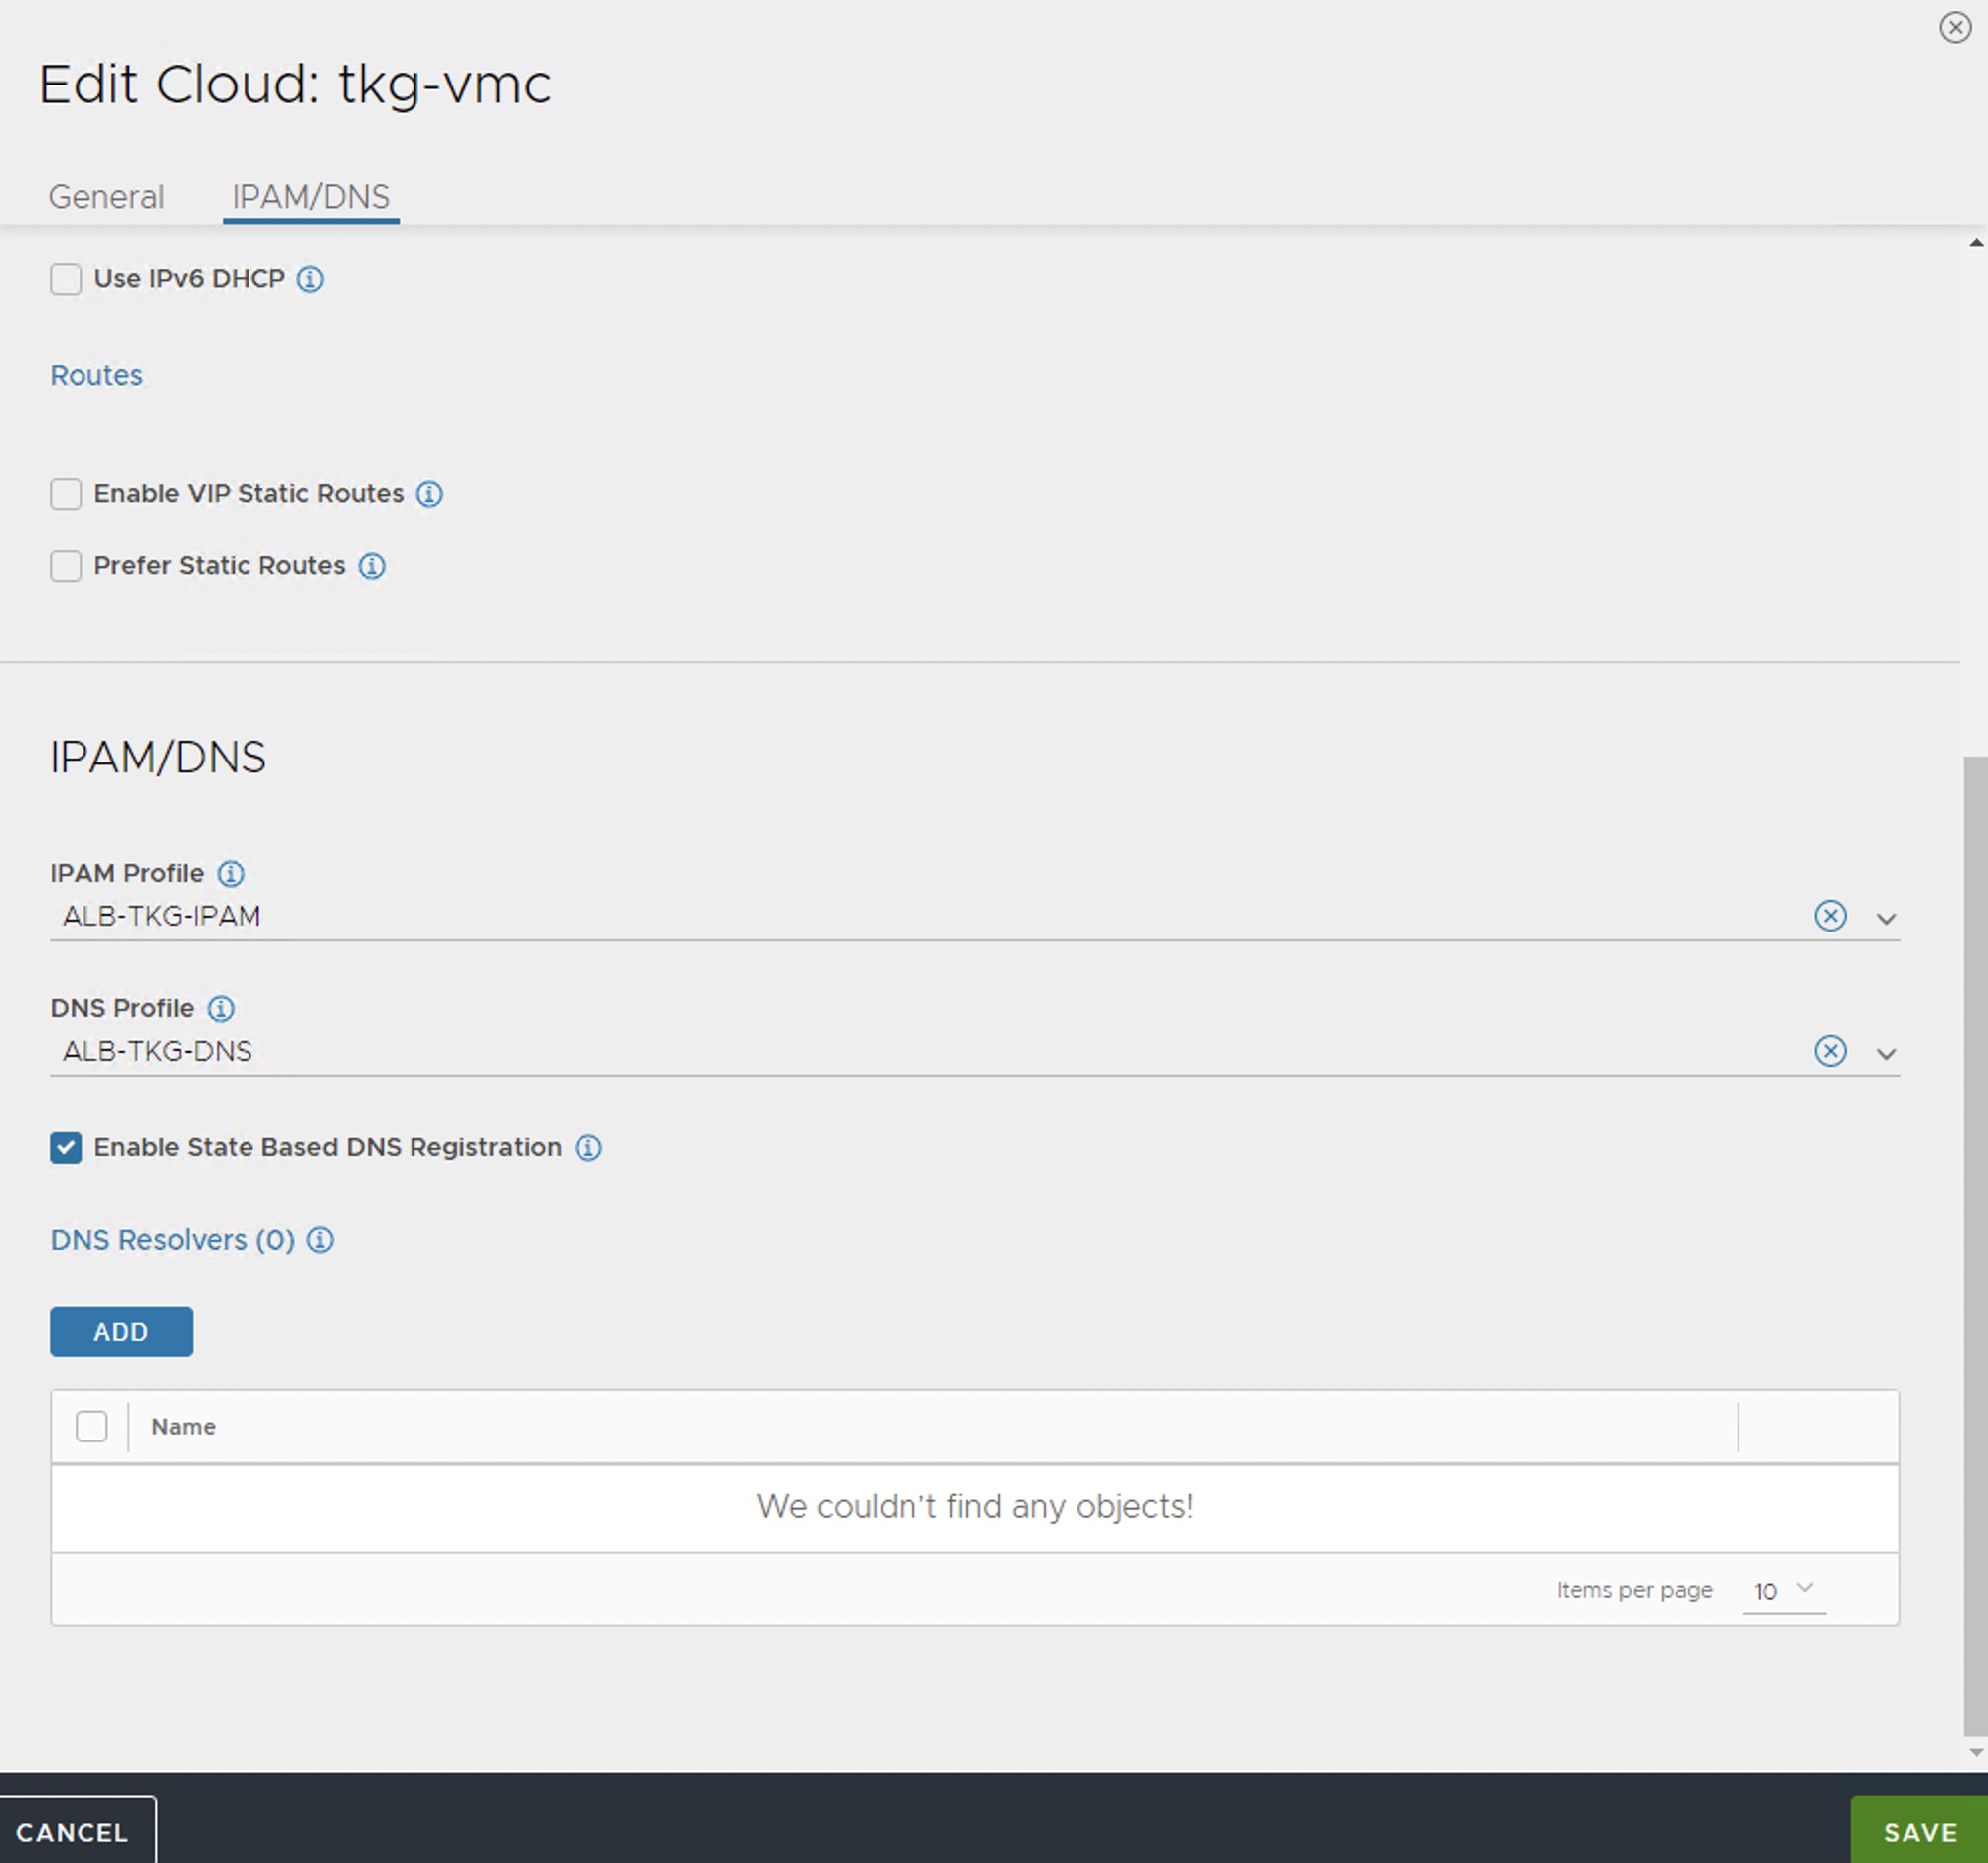 Edit Cloud: tkg-vmc
General IPAM/DNS
Use IPv6 DHCP
Routes
Enable VIP Static Routes
Prefer Static Routes
IPAM/DNS
IPAM Profile
ALB-TKG-IPAM
DNS Profile
ALB-TKG-DNS
Enable State Based DNS Registration
DNS Resolvers (0)
ADD
Name
We couldn't find any objects!
Items per page 10
CANCEL SAVE